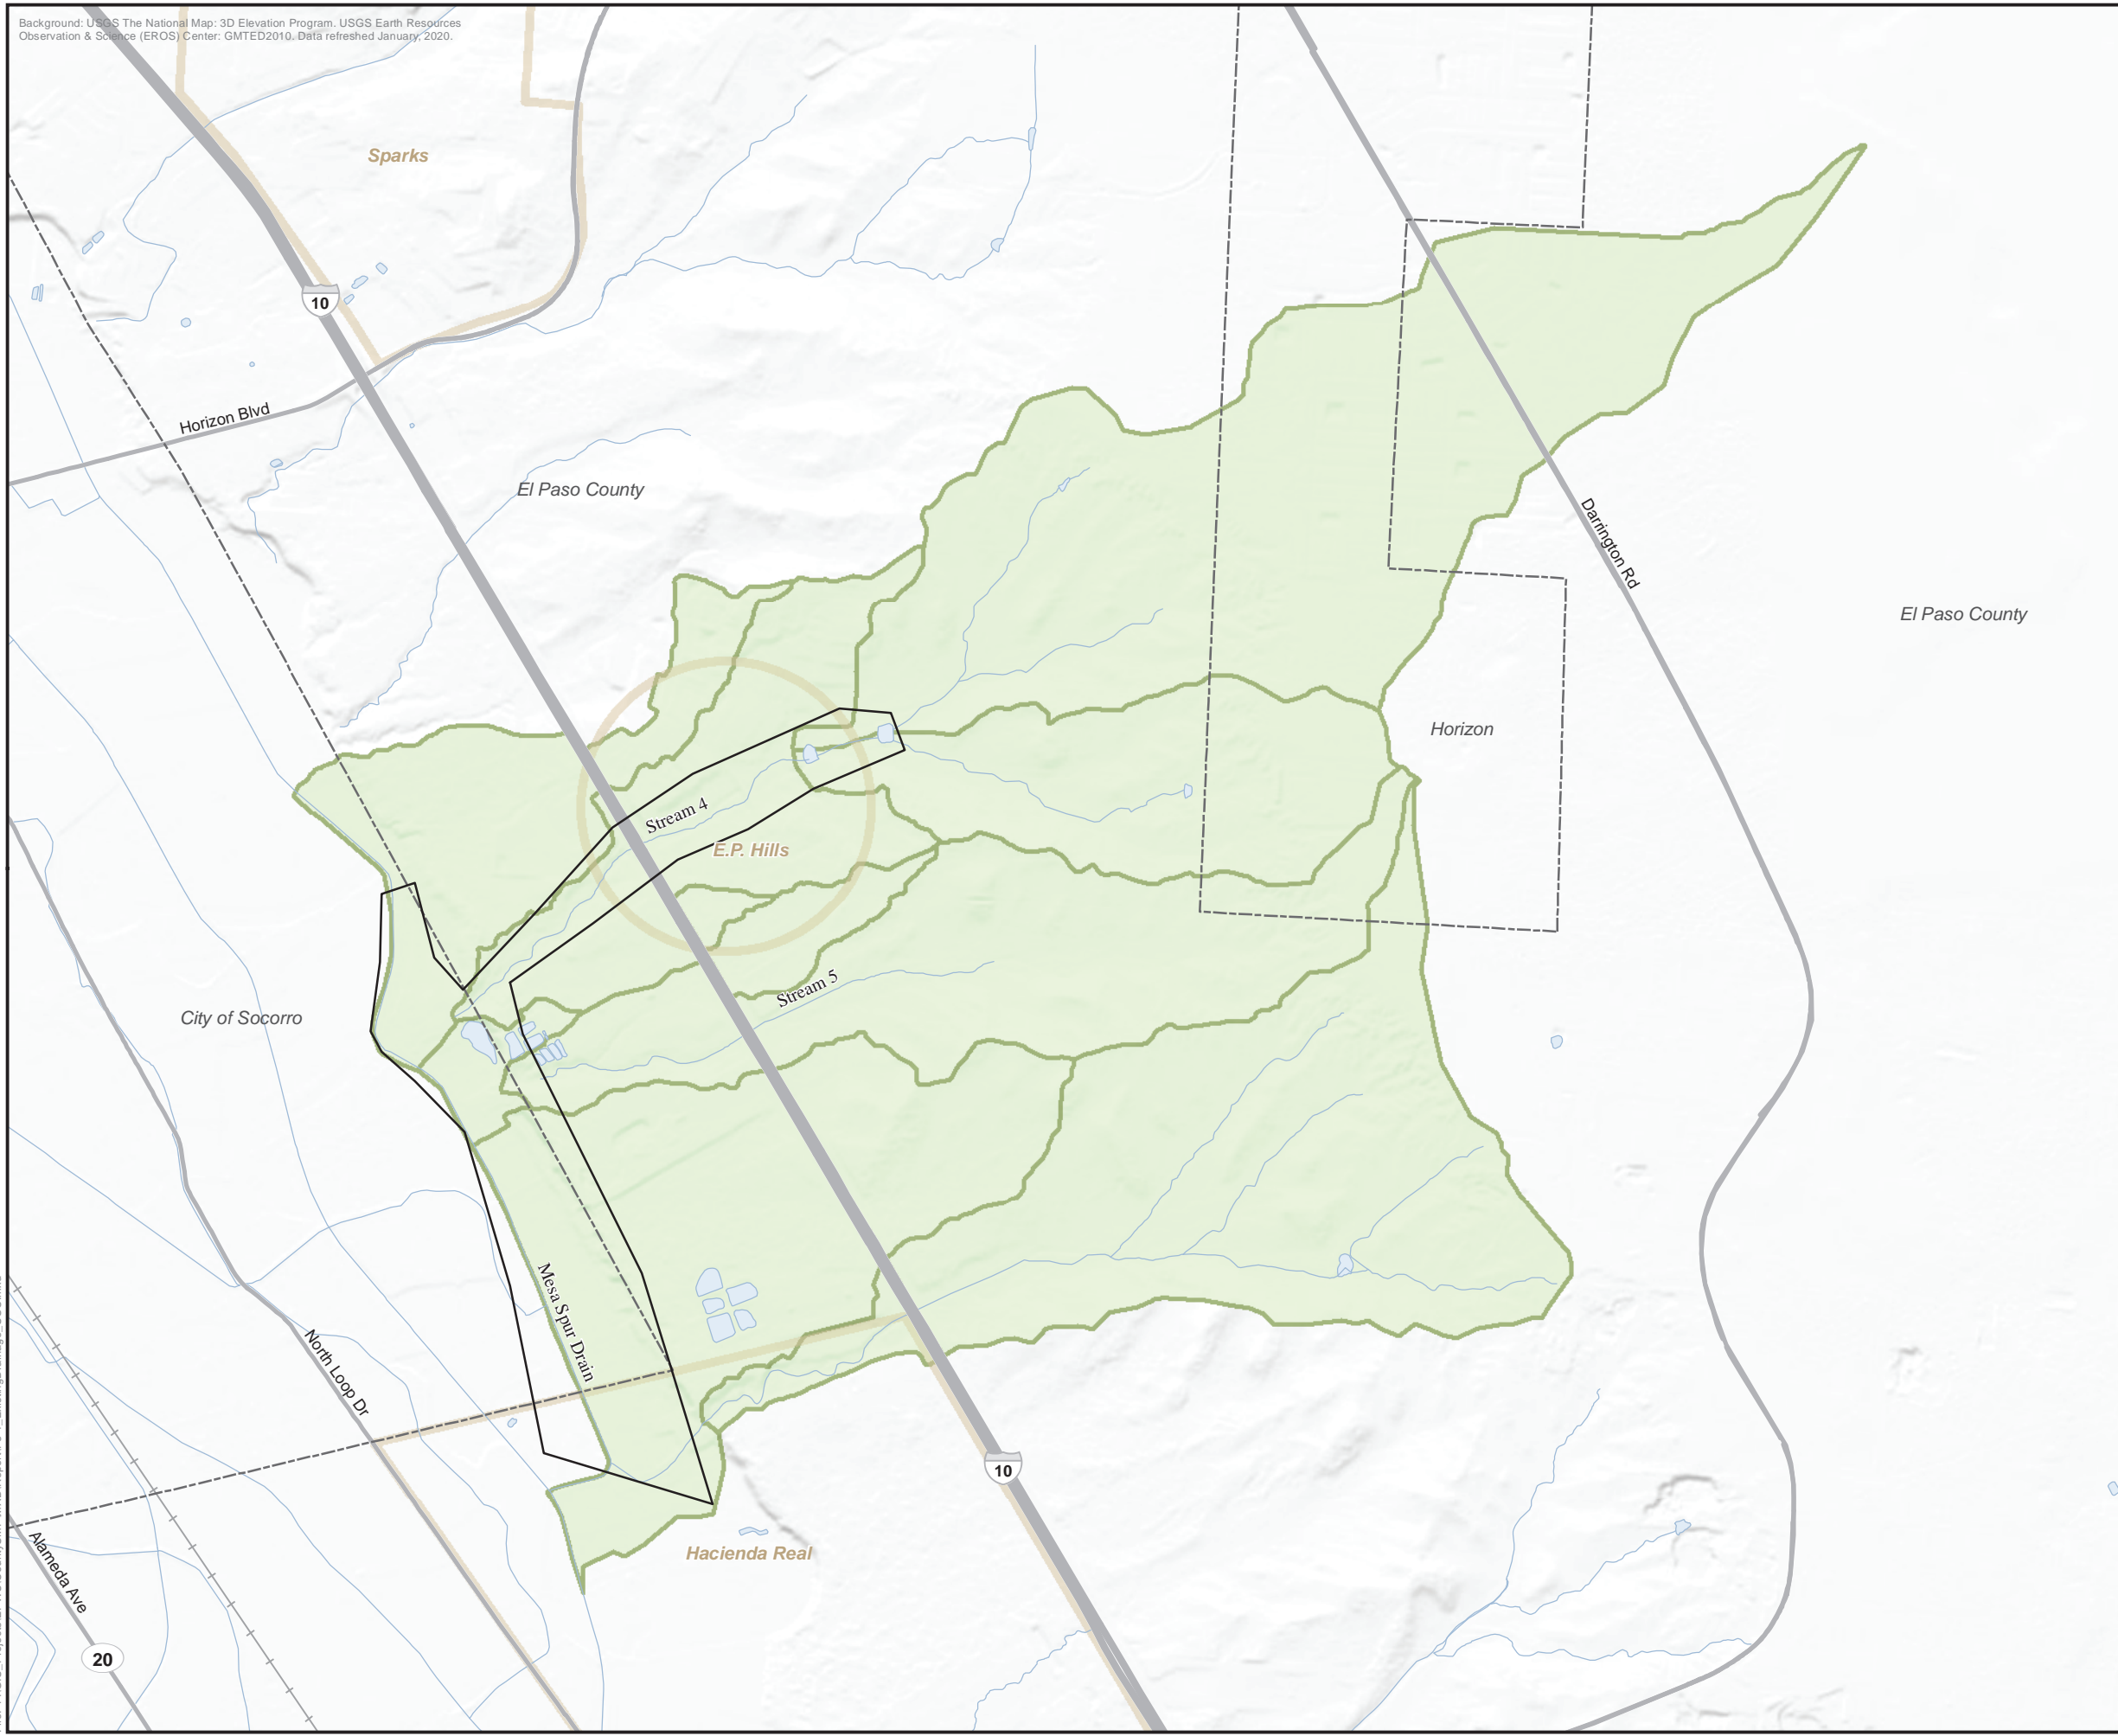 Background: USGS The National Map: 3D Elevation Program. USGS Earth Resources
Observation & Science (EROS) Center: GMTED2010. Data refreshed January, 2020.
Sparks
10
Horizon Blvd
El Paso County
Darrington Rd
El Paso County
Horizon
Stream 4
E.P. Hills
Stream 5
City of Socorro
Mesa Spur Drain
North Loop Dr
10
Hacienda Real
Alameda Ave
20